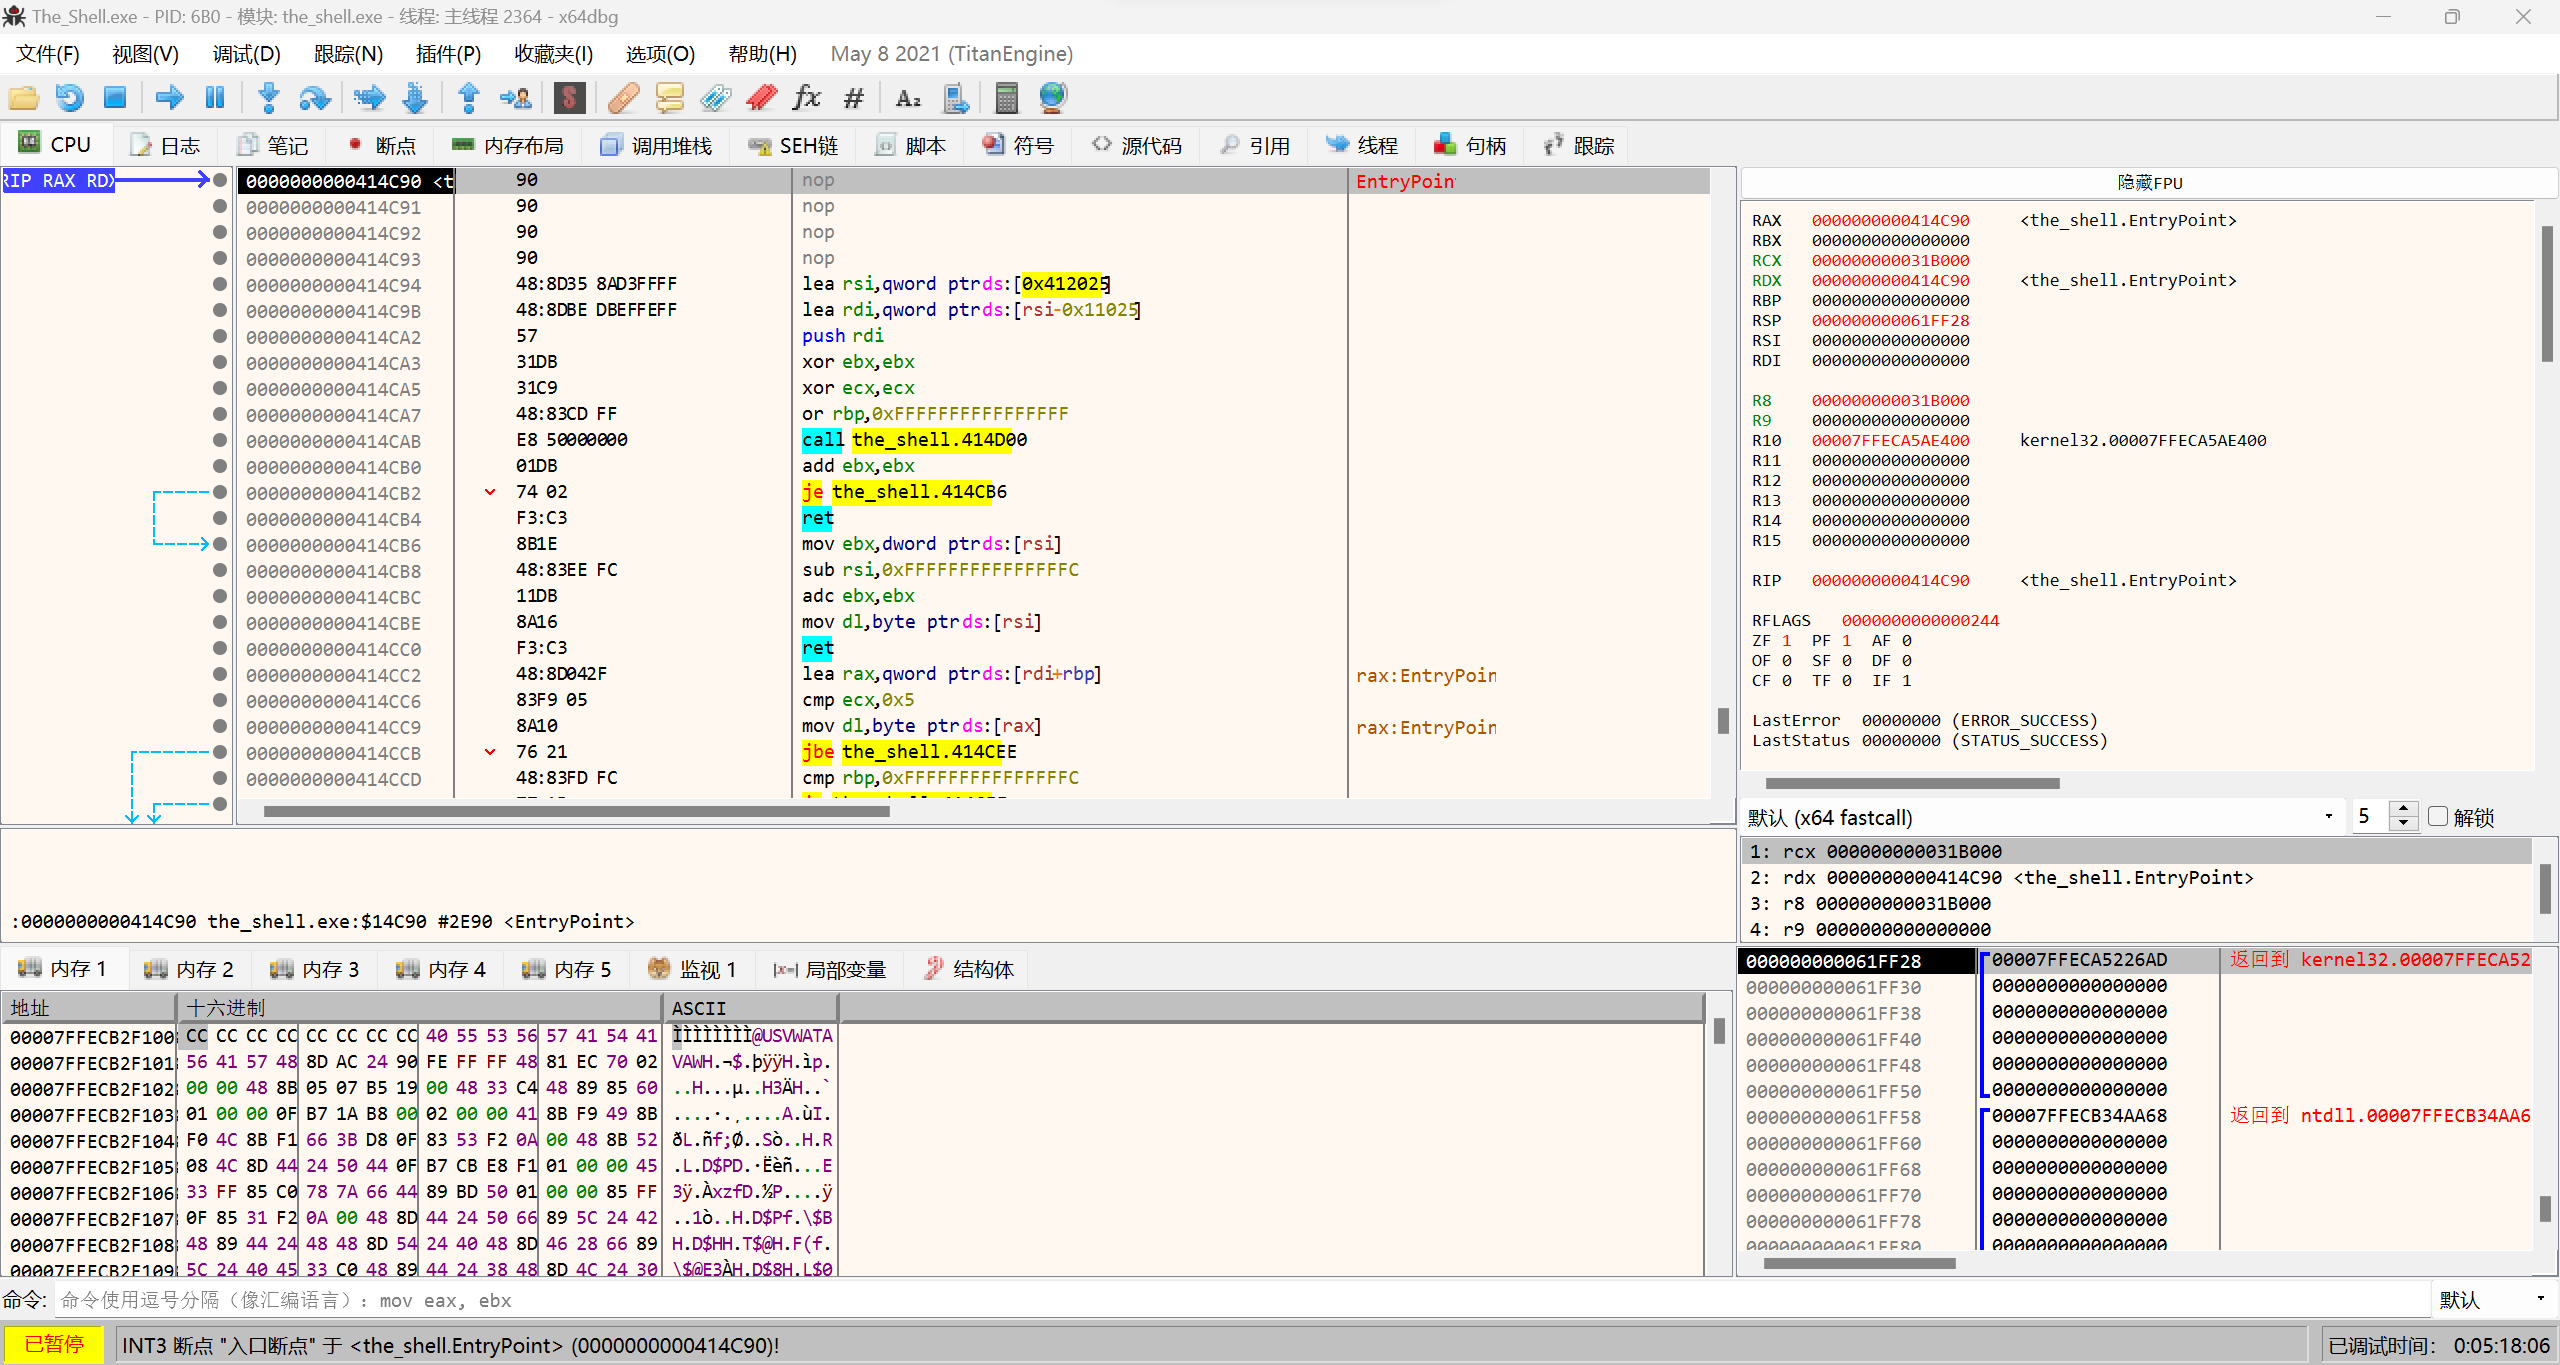 The_Shell.exe - PID: 6B0 - 模块: the_shell.exe - 线程: 主线程 2364 - x64dbg
文件(F) 视图(V) 调试(D) 跟踪(N) 插件(P) 收藏夹(I) 选项(O) 帮助(H) May 8 2021 (TitanEngine)
CPU 日志 笔记 断点 内存布局 调用堆栈 SEH链 脚本 符号 源代码 引用 线程 句柄 跟踪
RIP RAX RDX
0000000000414C90 <t 90 nop EntryPoin
0000000000414C91 90 nop
0000000000414C92 90 nop
0000000000414C93 90 nop
0000000000414C94 48:8D35 8AD3FFFF lea rsi,qword ptr ds:[0x412025]
0000000000414C9B 48:8DBE DBEFFEFF lea rdi,qword ptr ds:[rsi-0x11025]
0000000000414CA2 57 push rdi
0000000000414CA3 31DB xor ebx,ebx
0000000000414CA5 31C9 xor ecx,ecx
0000000000414CA7 48:83CD FF or rbp,0xFFFFFFFFFFFFFFFF
0000000000414CAB E8 50000000 call the_shell.414D00
0000000000414CB0 01DB add ebx,ebx
0000000000414CB2 74 02 je the_shell.414CB6
0000000000414CB4 F3:C3 ret
0000000000414CB6 8B1E mov ebx,dword ptr ds:[rsi]
0000000000414CB8 48:83EE FC sub rsi,0xFFFFFFFFFFFFFFFC
0000000000414CBC 11DB adc ebx,ebx
0000000000414CBE 8A16 mov dl,byte ptr ds:[rsi]
0000000000414CC0 F3:C3 ret
0000000000414CC2 48:8D042F lea rax,qword ptr ds:[rdi+rbp] rax:EntryPoin
0000000000414CC6 83F9 05 cmp ecx,0x5
0000000000414CC9 8A10 mov dl,byte ptr ds:[rax] rax:EntryPoin
0000000000414CCB 76 21 jbe the_shell.414CEE
0000000000414CCD 48:83FD FC cmp rbp,0xFFFFFFFFFFFFFFFC
隐藏FPU
RAX 0000000000414C90 <the_shell.EntryPoint>
RBX 0000000000000000
RCX 000000000031B000
RDX 0000000000414C90 <the_shell.EntryPoint>
RBP 0000000000000000
RSP 000000000061FF28
RSI 0000000000000000
RDI 0000000000000000
R8 000000000031B000
R9 0000000000000000
R10 00007FFECA5AE400 kernel32.00007FFECA5AE400
R11 0000000000000000
R12 0000000000000000
R13 0000000000000000
R14 0000000000000000
R15 0000000000000000
RIP 0000000000414C90 <the_shell.EntryPoint>
RFLAGS 0000000000000244
ZF 1 PF 1 AF 0
OF 0 SF 0 DF 0
CF 0 TF 0 IF 1
LastError 00000000 (ERROR_SUCCESS)
LastStatus 00000000 (STATUS_SUCCESS)
默认 (x64 fastcall) 5 解锁
1: rcx 000000000031B000
2: rdx 0000000000414C90 <the_shell.EntryPoint>
3: r8 000000000031B000
4: r9 0000000000000000
:0000000000414C90 the_shell.exe:$14C90 #2E90 <EntryPoint>
内存 1 内存 2 内存 3 内存 4 内存 5 监视 1 局部变量 结构体
地址 十六进制 ASCII
00007FFECB2F100 CC CC CC CC CC CC CC CC 40 55 53 56 57 41 54 41 ÌÌÌÌÌÌÌÌ@USVWATA
00007FFECB2F101 56 41 57 48 8D AC 24 90 FE FF FF 48 81 EC 70 02 VAWH.¬$.þÿÿH.ìp.
00007FFECB2F102 00 00 48 8B 05 07 B5 19 00 48 33 C4 48 89 85 60 ..H...µ..H3ÄH..`
00007FFECB2F103 01 00 00 0F B7 1A B8 00 02 00 00 41 8B F9 49 8B ....·.¸....A.ùI.
00007FFECB2F104 F0 4C 8B F1 66 3B D8 0F 83 53 F2 0A 00 48 8B 52 ðL.ñf;Ø..Sò..H.R
00007FFECB2F105 08 4C 8D 44 24 50 44 0F B7 CB E8 F1 01 00 00 45 .L.D$PD.·Ëèñ...E
00007FFECB2F106 33 FF 85 C0 78 7A 66 44 89 BD 50 01 00 00 85 FF 3ÿ.ÀxzfD.½P....ÿ
00007FFECB2F107 0F 85 31 F2 0A 00 48 8D 44 24 50 66 89 5C 24 42 ..1ò..H.D$Pf.\$B
00007FFECB2F108 48 89 44 24 48 48 8D 54 24 40 48 8D 46 28 66 89 H.D$HH.T$@H.F(f.
00007FFECB2F109 5C 24 40 45 33 C0 48 89 44 24 38 48 8D 4C 24 30 \$@E3ÀH.D$8H.L$0
000000000061FF28 00007FFECA5226AD 返回到 kernel32.00007FFECA52
000000000061FF30 0000000000000000
000000000061FF38 0000000000000000
000000000061FF40 0000000000000000
000000000061FF48 0000000000000000
000000000061FF50 0000000000000000
000000000061FF58 00007FFECB34AA68 返回到 ntdll.00007FFECB34AA6
000000000061FF60 0000000000000000
000000000061FF68 0000000000000000
000000000061FF70 0000000000000000
000000000061FF78 0000000000000000
000000000061FF80 0000000000000000
命令: 命令使用逗号分隔（像汇编语言）: mov eax, ebx 默认
已暂停 INT3 断点 "入口断点" 于 <the_shell.EntryPoint> (0000000000414C90)! 已调试时间: 0:05:18:06